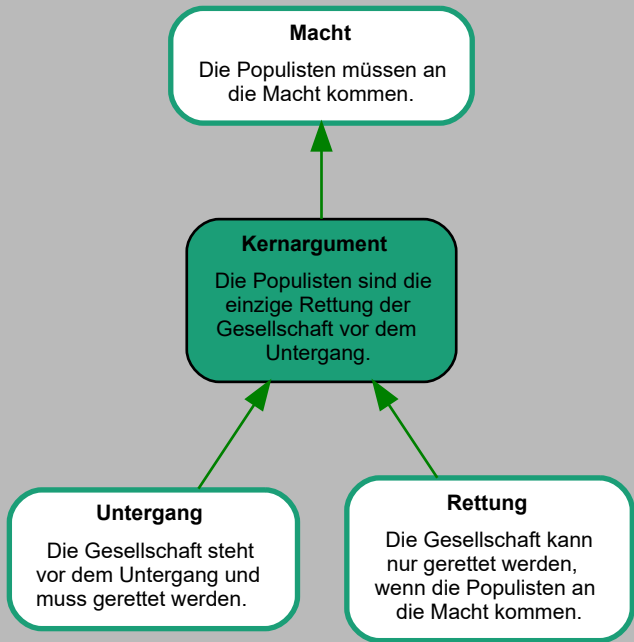 Macht
Die Populisten müssen an
die Macht kommen.
Kernargument
Die Populisten sind die
einzige Rettung der
Gesellschaft vor dem
Untergang.
Untergang
Die Gesellschaft steht
vor dem Untergang und
muss gerettet werden.
Rettung
Die Gesellschaft kann
nur gerettet werden,
wenn die Populisten an
die Macht kommen.